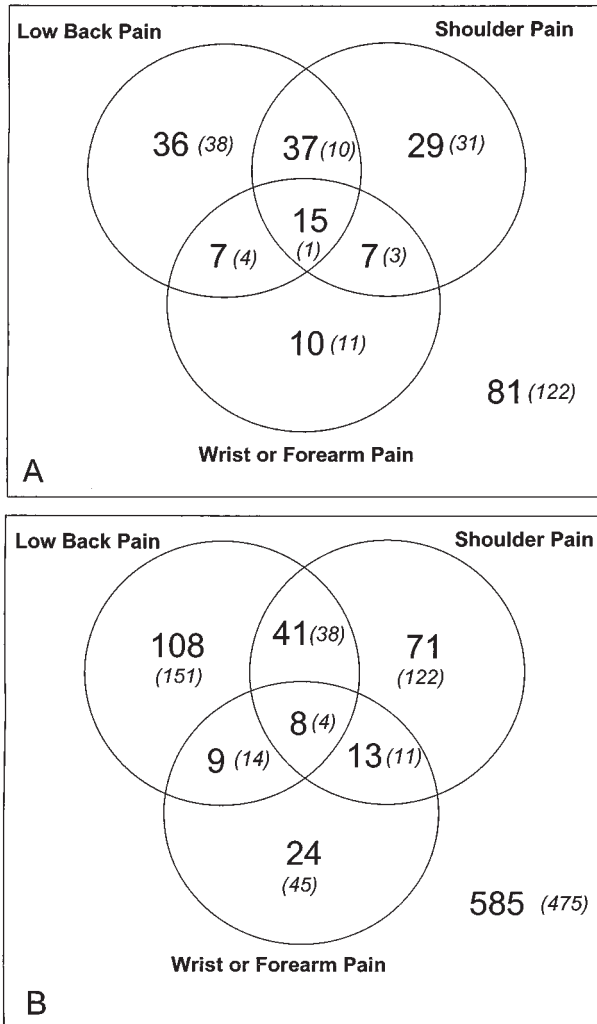 Low Back Pain
Shoulder Pain
36 (38)
37 (10)
29 (31)
15
(1)
7 (4)
7 (3)
10 (11)
81 (122)
Wrist or Forearm Pain
A
Low Back Pain
Shoulder Pain
108
(151)
41 (38)
71
(122)
8 (4)
9 (14)
13 (11)
24
(45)
585 (475)
Wrist or Forearm Pain
B